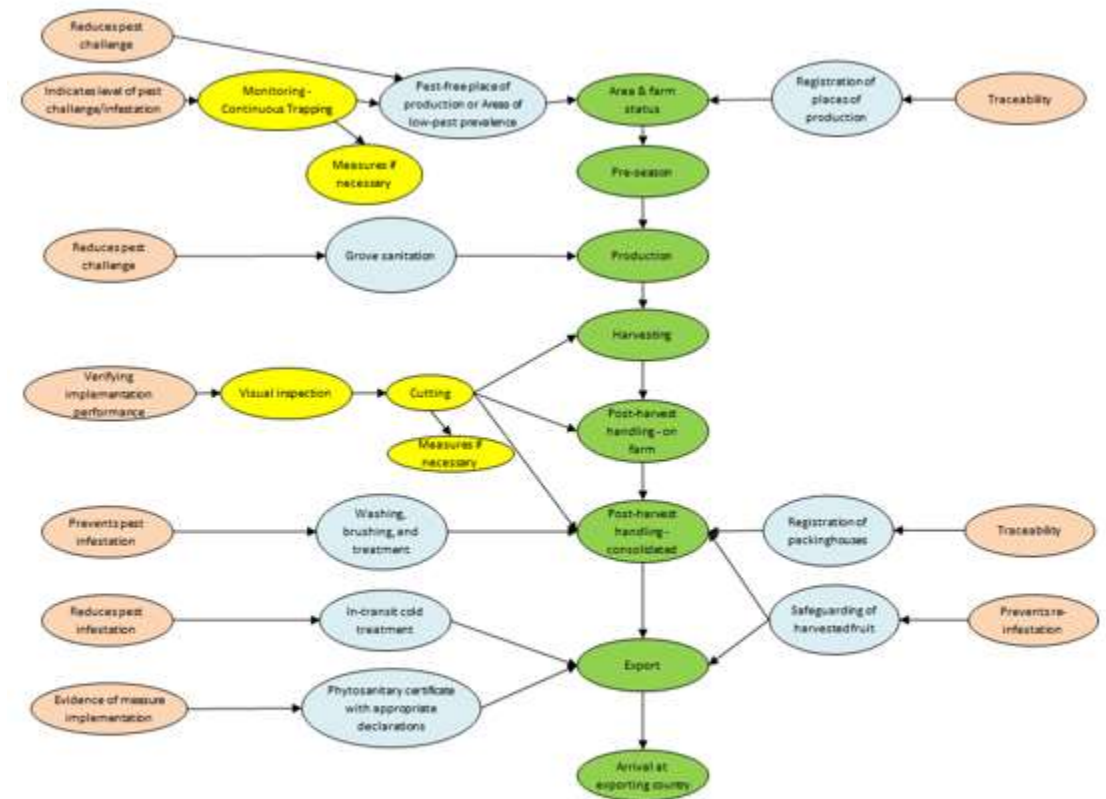 Reduces pest
challenge
Indicates level of pest
challenge/infestation
Monitoring -
Continuous Trapping
Pest-free place of
production or Areas of
low-pest prevalence
Area & farm
status
Registration of
places of
production
Traceability
Measures if
necessary
Pre-season
Reduces pest
challenge
Grove sanitation
Production
Harvesting
Verifying
implementation
performance
Visual inspection
Cutting
Measures if
necessary
Post-harvest
handling - on
farm
Prevents pest
infestation
Washing,
brushing, and
treatment
Post-harvest
handling -
consolidated
Registration of
packinghouses
Traceability
Reduces pest
infestation
In-transit cold
treatment
Safeguarding of
harvested fruit
Prevents re-
infestation
Export
Evidence of measure
implementation
Phytosanitary certificate
with appropriate
declarations
Arrival at
exporting country